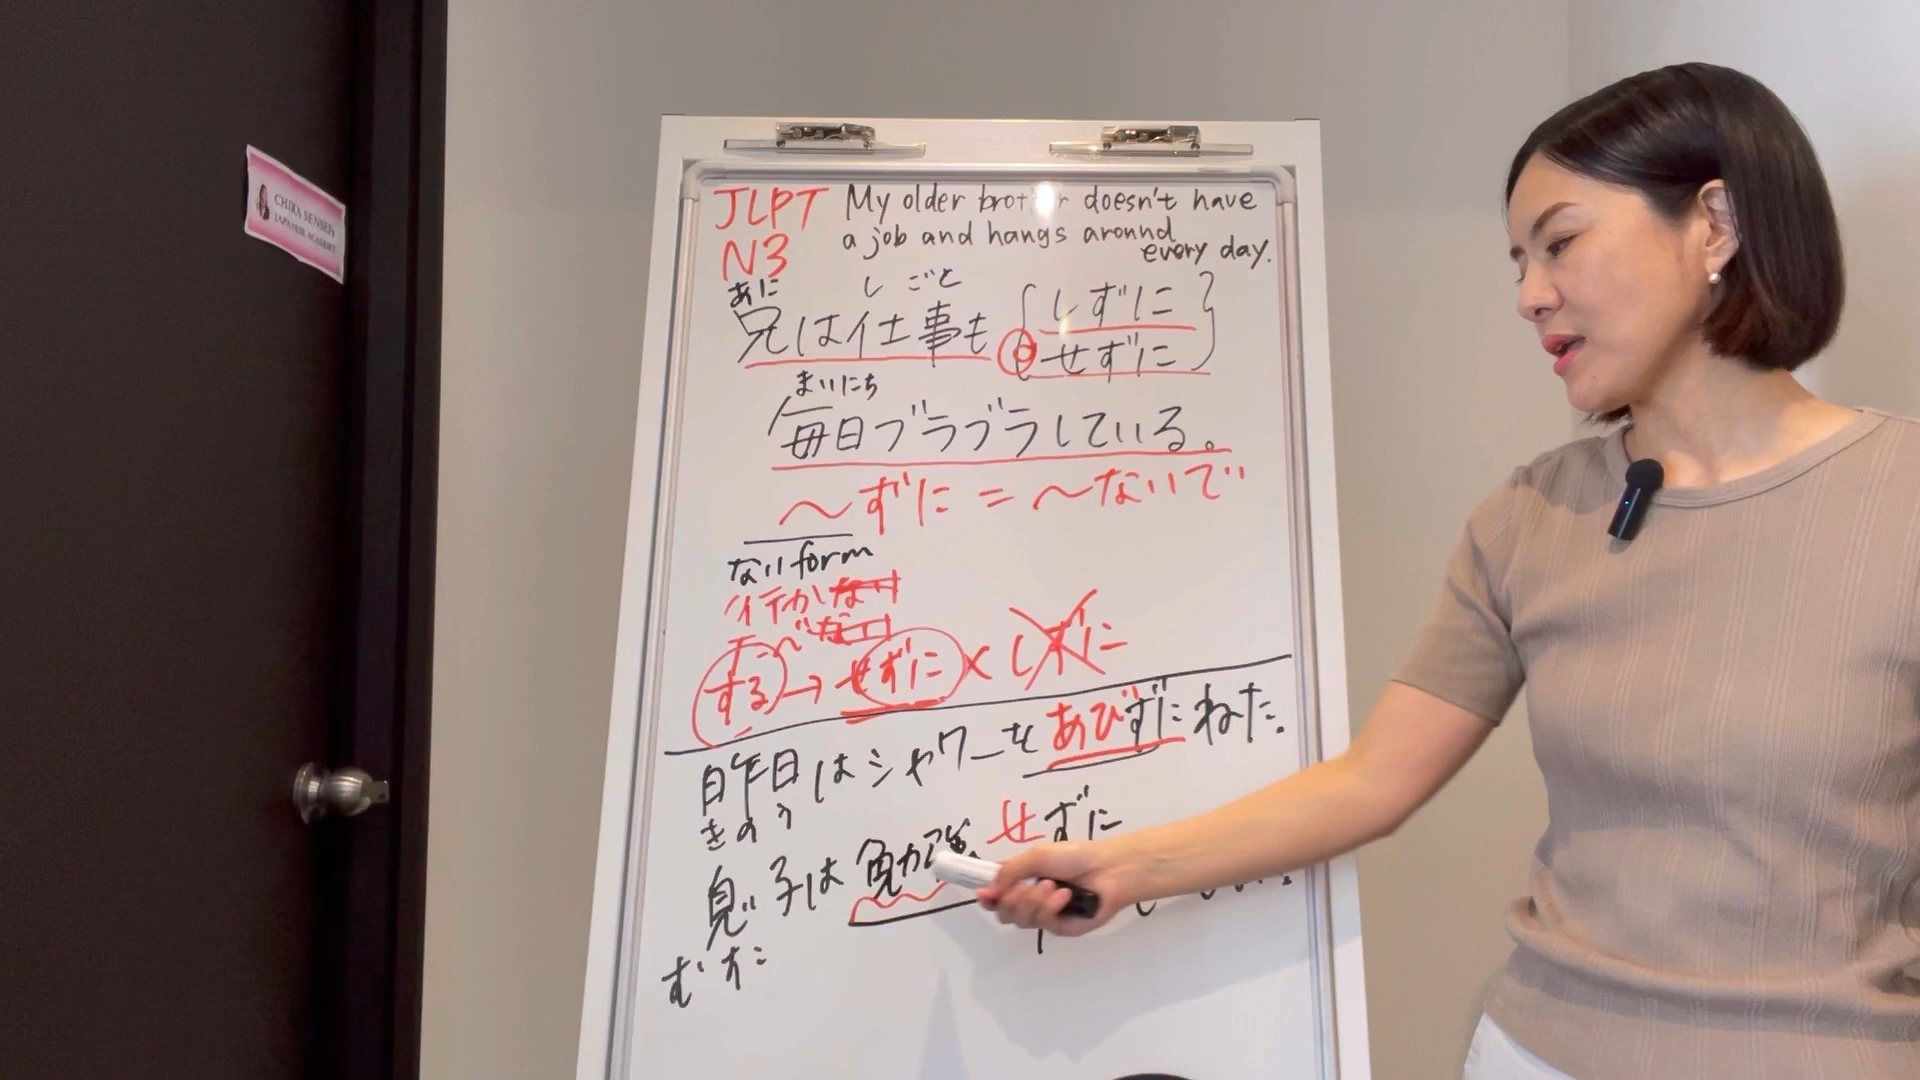 CHIKA SENSEI's
JAPANESE ACADEMY
JLPT
N3
My older brother doesn't have
a job and hangs around
every day.
あに しごと
兄は仕事も
しずに
せずに
まいにち
毎日ブラブラしている。
〜ずに = 〜ないで
ない form
行かない
たべない
する→せずに × しずに
昨日はシャワーをあびずにねた。
きのう
息子は勉強せずに
むすこ